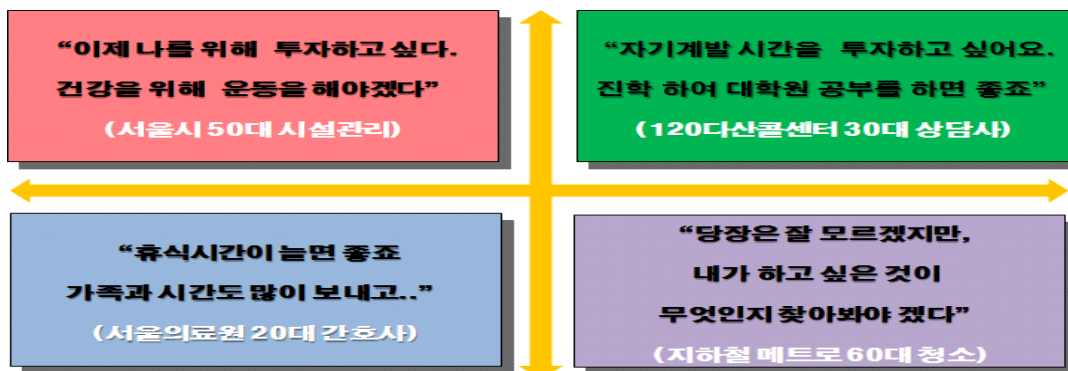 “이제 나를 위해 투자하고 싶다.
건강을 위해 운동을 해야겠다”
(서울시 50대 시설관리)
“자기계발 시간을 투자하고 싶어요.
진학 하여 대학원 공부를 하면 좋죠”
(120다산콜센터 30대 상담사)
“휴식시간이 늘면 좋죠
가족과 시간도 많이 보내고..”
(서울의료원 20대 간호사)
“당장은 잘 모르겠지만,
내가 하고 싶은 것이
무엇인지 찾아봐야 겠다”
(지하철 메트로 60대 청소)